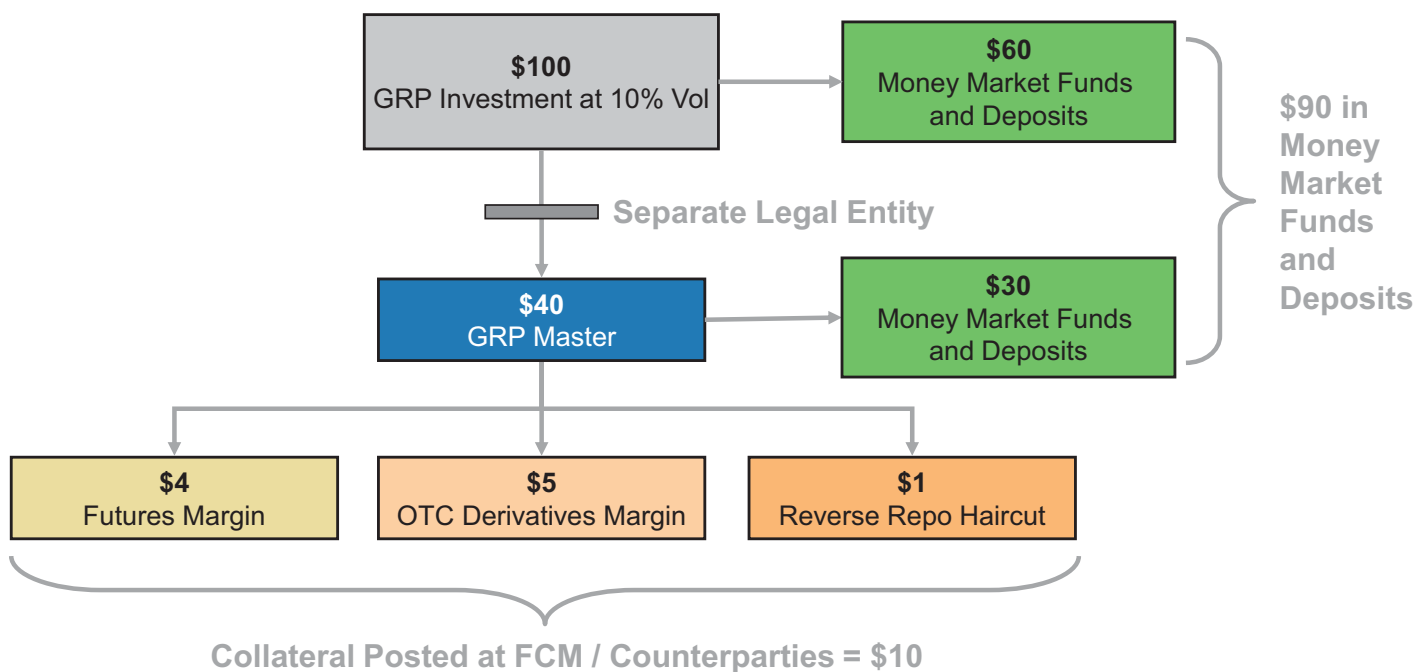 $100
GRP Investment at 10% Vol
$60
Money Market Funds
and Deposits
$90 in
Money
Market
Funds
and
Deposits
Separate Legal Entity
$40
GRP Master
$30
Money Market Funds
and Deposits
$4
Futures Margin
$5
OTC Derivatives Margin
$1
Reverse Repo Haircut
Collateral Posted at FCM / Counterparties = $10